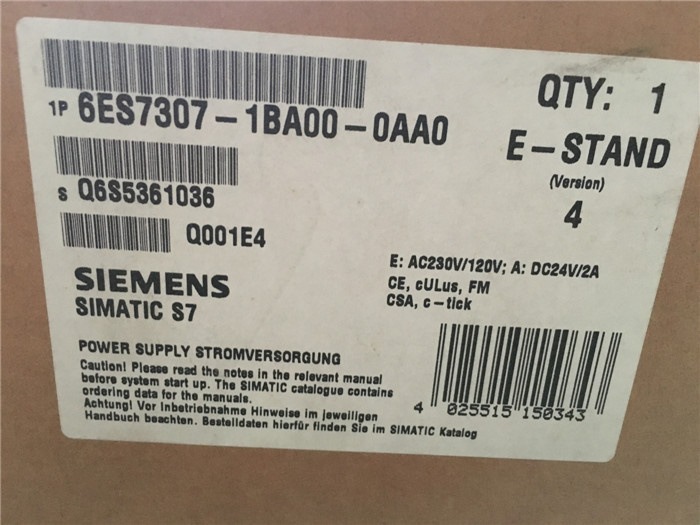 1P 6ES7307-1BA00-0AA0
QTY: 1
E-STAND
(Version)
4
S Q6S5361036
Q001E4
E: AC230V/120V; A: DC24V/2A
CE, cULus, FM
CSA, c-tick
SIEMENS
SIMATIC S7
POWER SUPPLY STROMVERSORGUNG
Caution! Please read the notes in the relevant manual
before system start up. The SIMATIC catalogue contains
ordering data for the manuals.
Achtung! Vor Inbetriebnahme Hinweise im jeweiligen
Handbuch beachten. Bestelldaten hierfür finden Sie im SIMATIC Katalog
4 025515 150343